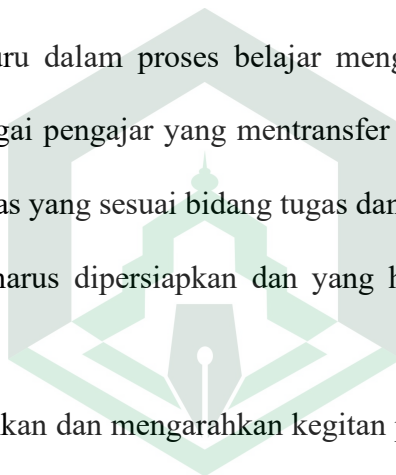 uru dalam proses belajar meng
gai pengajar yang mentransfer
as yang sesuai bidang tugas dan
harus dipersiapkan dan yang h
kan dan mengarahkan kegitan p